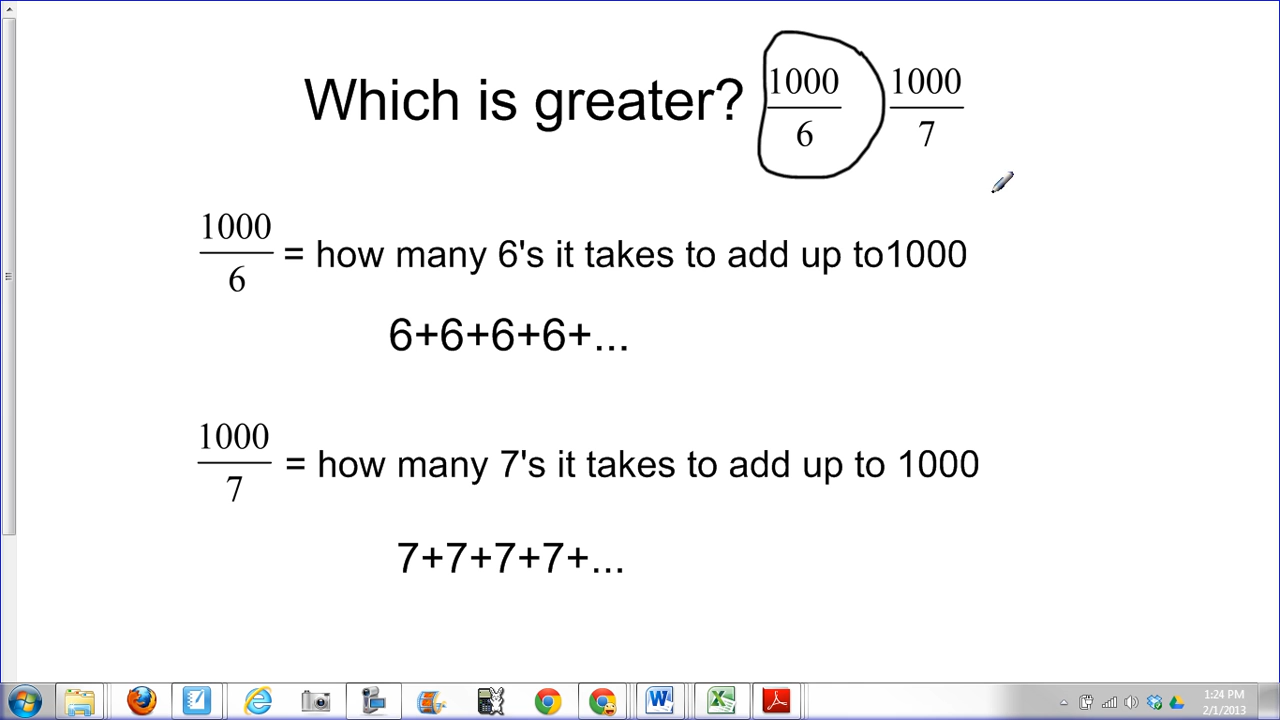 Which is greater? 1000/6 1000/7
1000/6 = how many 6's it takes to add up to1000
6+6+6+6+...
1000/7 = how many 7's it takes to add up to 1000
7+7+7+7+...
1:24 PM
2/1/2013